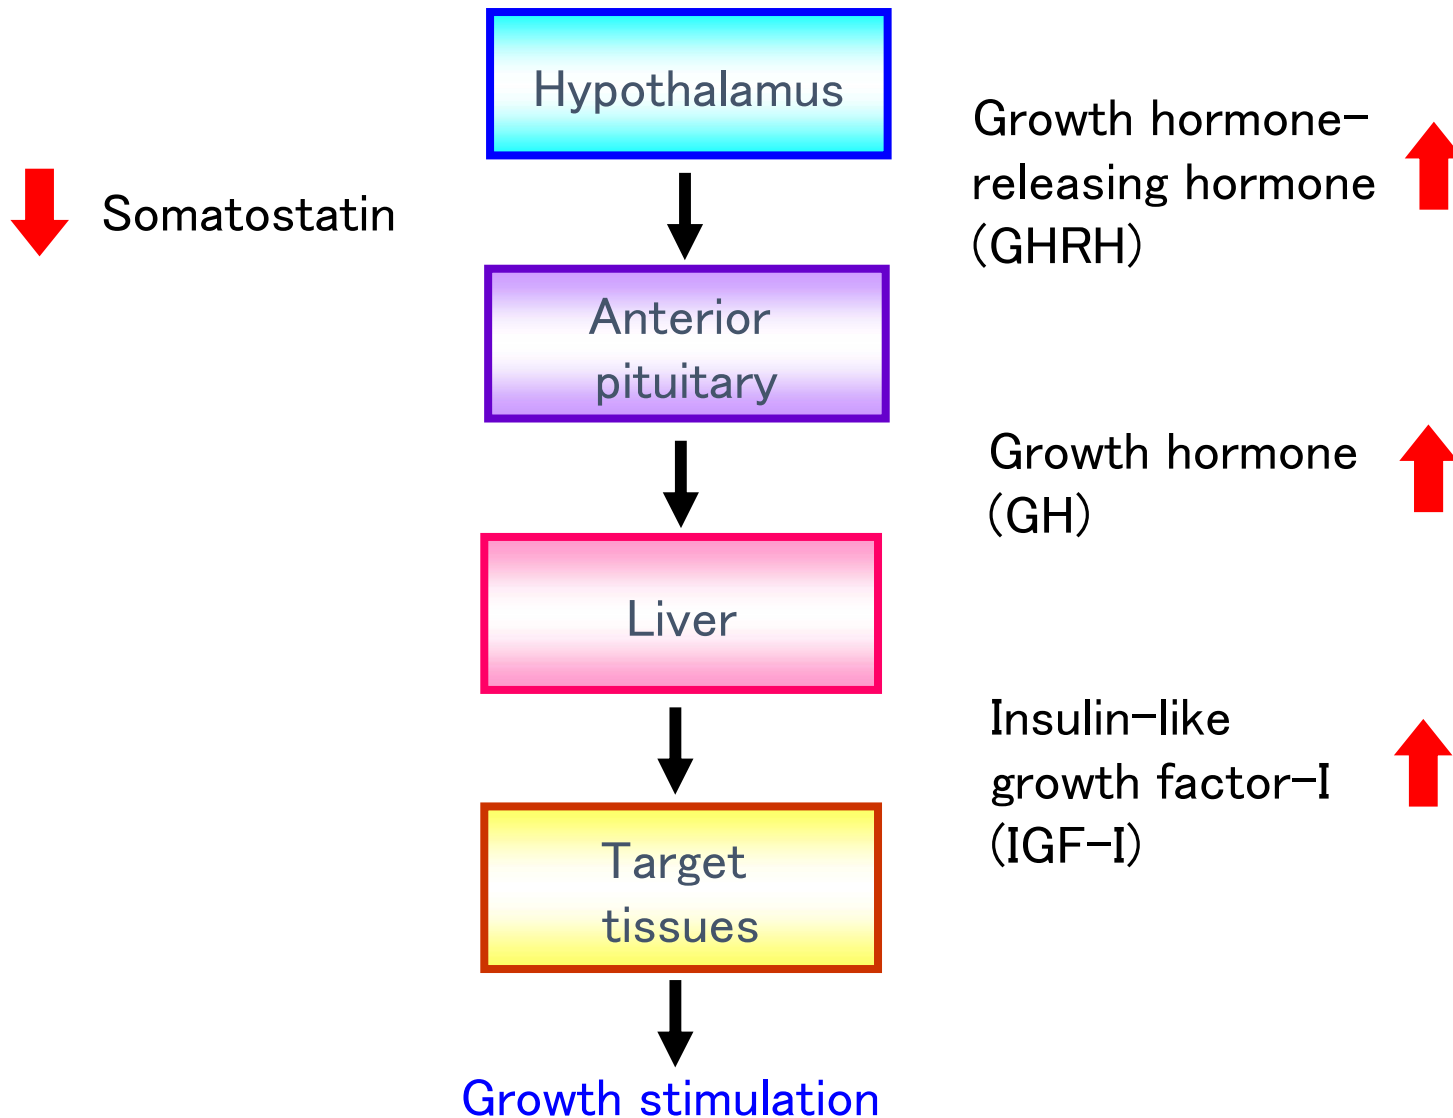 Hypothalamus
Growth hormone-
releasing hormone
(GHRH)
Somatostatin
Anterior
pituitary
Growth hormone
(GH)
Liver
Insulin-like
growth factor-I
(IGF-I)
Target
tissues
Growth stimulation